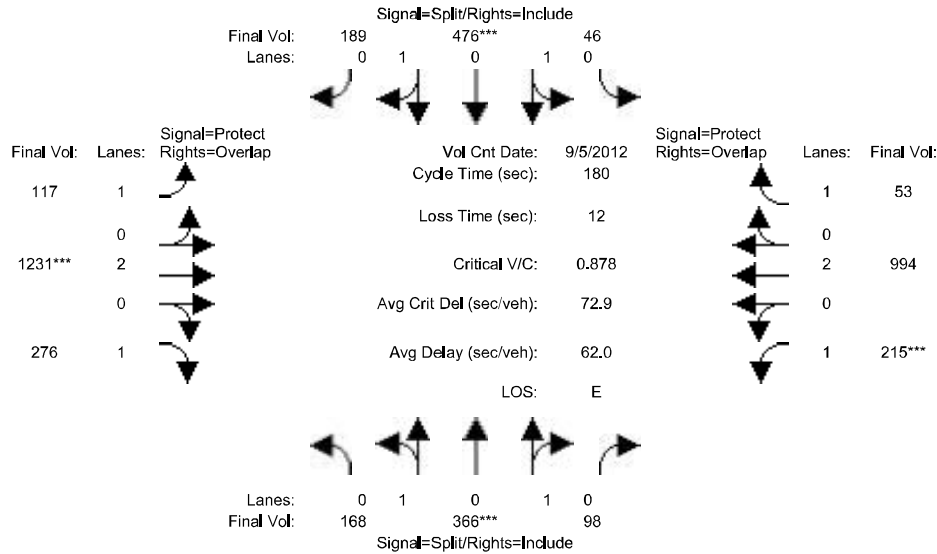 Signal=Split/Rights=Include
Final Vol: 189 476*** 46
Lanes: 0 1 0 1 0
Signal=Protect
Final Vol: Lanes: Rights=Overlap
Vol Cnt Date: 9/5/2012
Signal=Protect
Rights=Overlap Lanes: Final Vol:
Cycle Time (sec): 180
117 1
1 53
Loss Time (sec): 12
0
0
1231*** 2
Critical V/C: 0.878
2 994
0
Avg Crit Del (sec/veh): 72.9
0
276 1
Avg Delay (sec/veh): 62.0
1 215***
LOS: E
Lanes: 0 1 0 1 0
Final Vol: 168 366*** 98
Signal=Split/Rights=Include